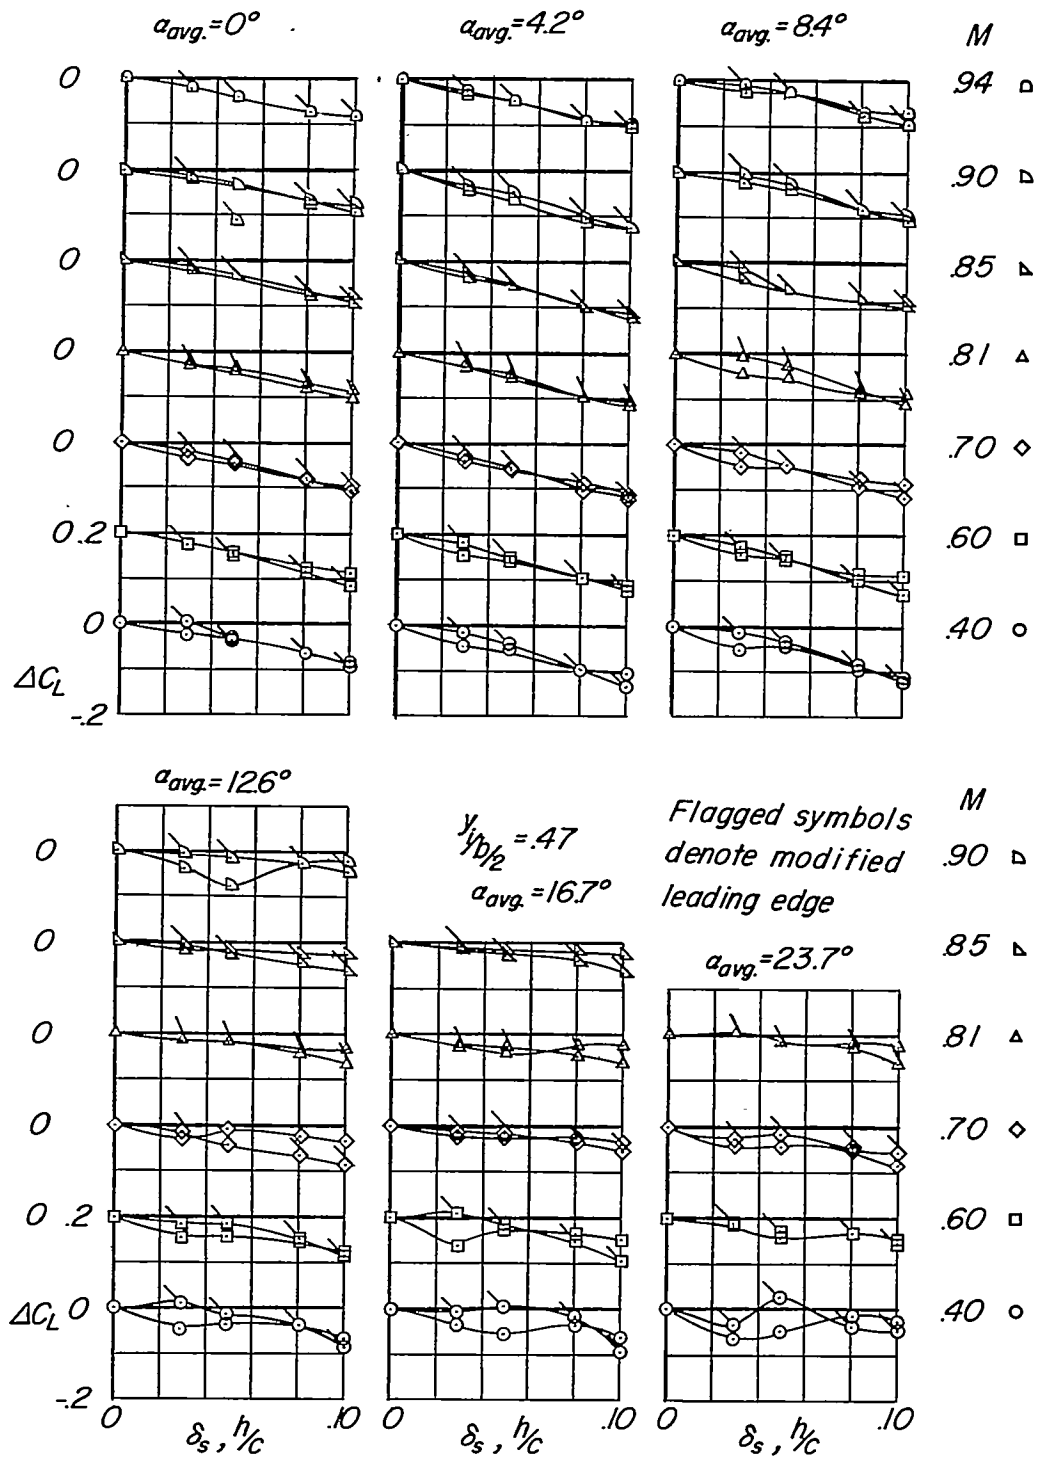 αavg.=0°
αavg.=4.2°
αavg.=8.4°
M
0
.94
0
.90
0
.85
0
.81
0
.70
0 .2
.60
0
.40
ΔCL
-.2
αavg.=12.6°
M
yi/b/2 = .47
Flagged symbols
denote modified
leading edge
αavg.=16.7°
αavg.=23.7°
0
.90
0
.85
0
.81
0
.70
0 .2
.60
ΔCL 0
.40
-.2
0 .10 0 .10 0 .10
δs , h/c δs , h/c δs , h/c